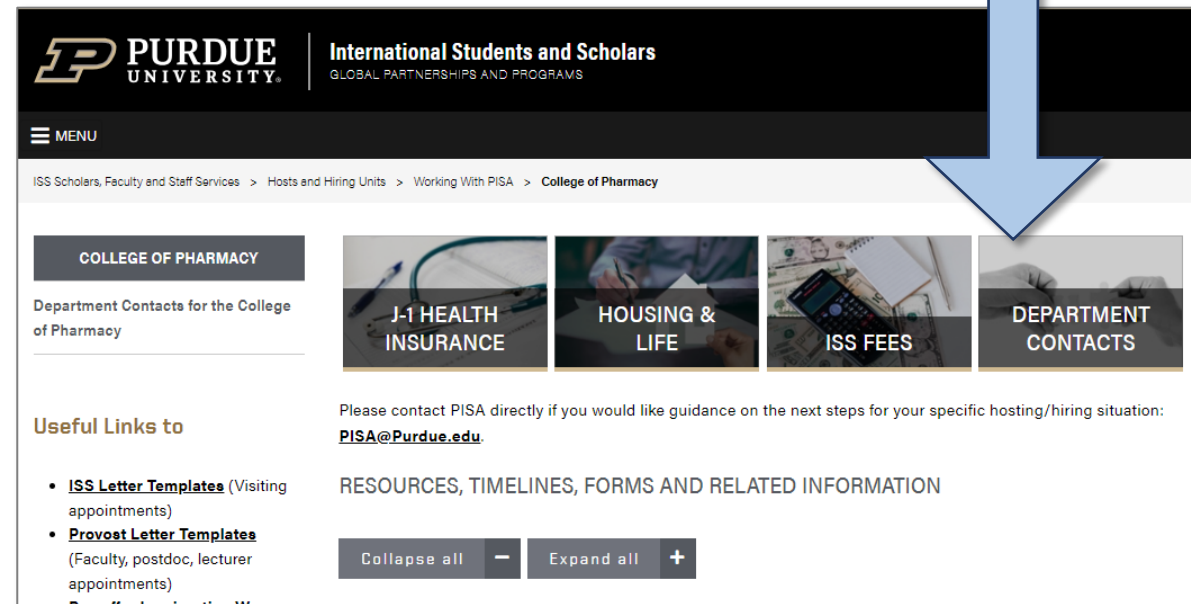 PURDUE
UNIVERSITY®
International Students and Scholars
GLOBAL PARTNERSHIPS AND PROGRAMS
MENU
ISS Scholars, Faculty and Staff Services > Hosts and Hiring Units > Working With PISA > College of Pharmacy
COLLEGE OF PHARMACY
Department Contacts for the College
of Pharmacy
J-1 HEALTH
INSURANCE
HOUSING &
LIFE
ISS FEES
DEPARTMENT
CONTACTS
Useful Links to
• ISS Letter Templates (Visiting
appointments)
• Provost Letter Templates
(Faculty, postdoc, lecturer
appointments)
Please contact PISA directly if you would like guidance on the next steps for your specific hosting/hiring situation:
PISA@Purdue.edu.
RESOURCES, TIMELINES, FORMS AND RELATED INFORMATION
Collapse all −
Expand all +